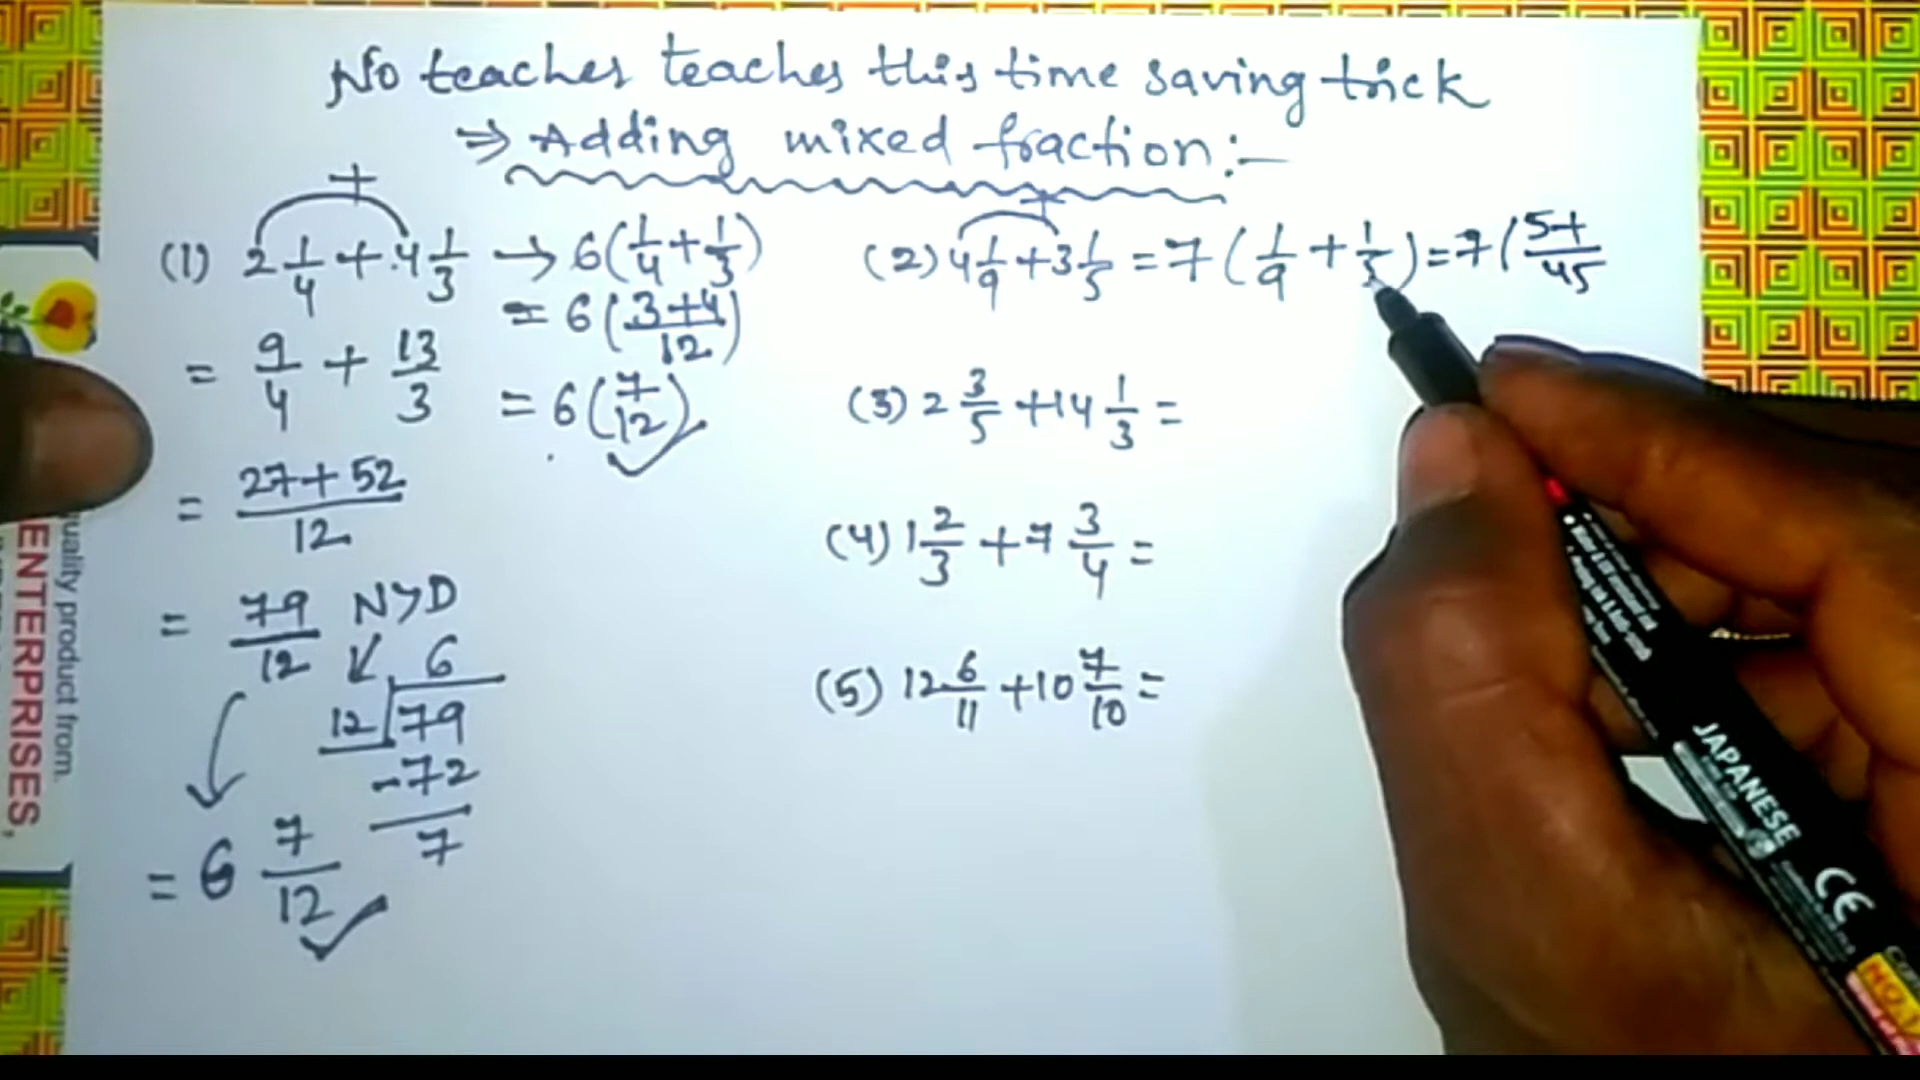 No teacher teaches this time saving trick
⇒ Adding mixed fraction:-
+
(1) 2 1/4 + 4 1/3 → 6(1/4 + 1/3)
= 6(3+4/12)
= 9/4 + 13/3
= 6(7/12)
= 27+52/12
= 79/12 N>D
6
12 79
-72
7
= 6 7/12
+
(2) 4 1/9 + 3 1/5 = 7(1/9 + 1/5) = 7(5+/45
(3) 2 3/5 + 14 1/3 =
(4) 1 2/3 + 7 3/4 =
(5) 12 6/11 + 10 7/10 =
quality product from.
ENTERPRISES,
JAPANESE
CE